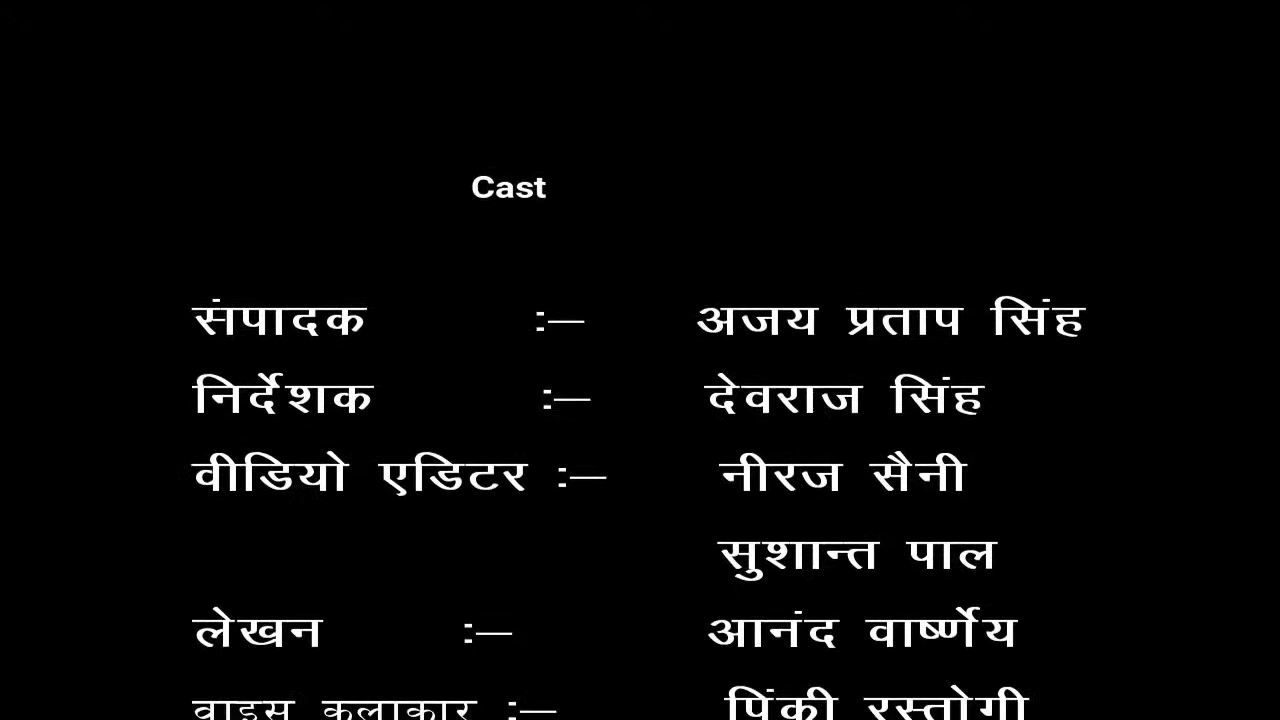 Cast
संपादक :— अजय प्रताप सिंह
निर्देशक :— देवराज सिंह
वीडियो एडिटर :— नीरज सैनी
सुशान्त पाल
लेखन :— आनंद वार्ष्णेय
वाइस कलाकार :— पिंकी रस्तोगी